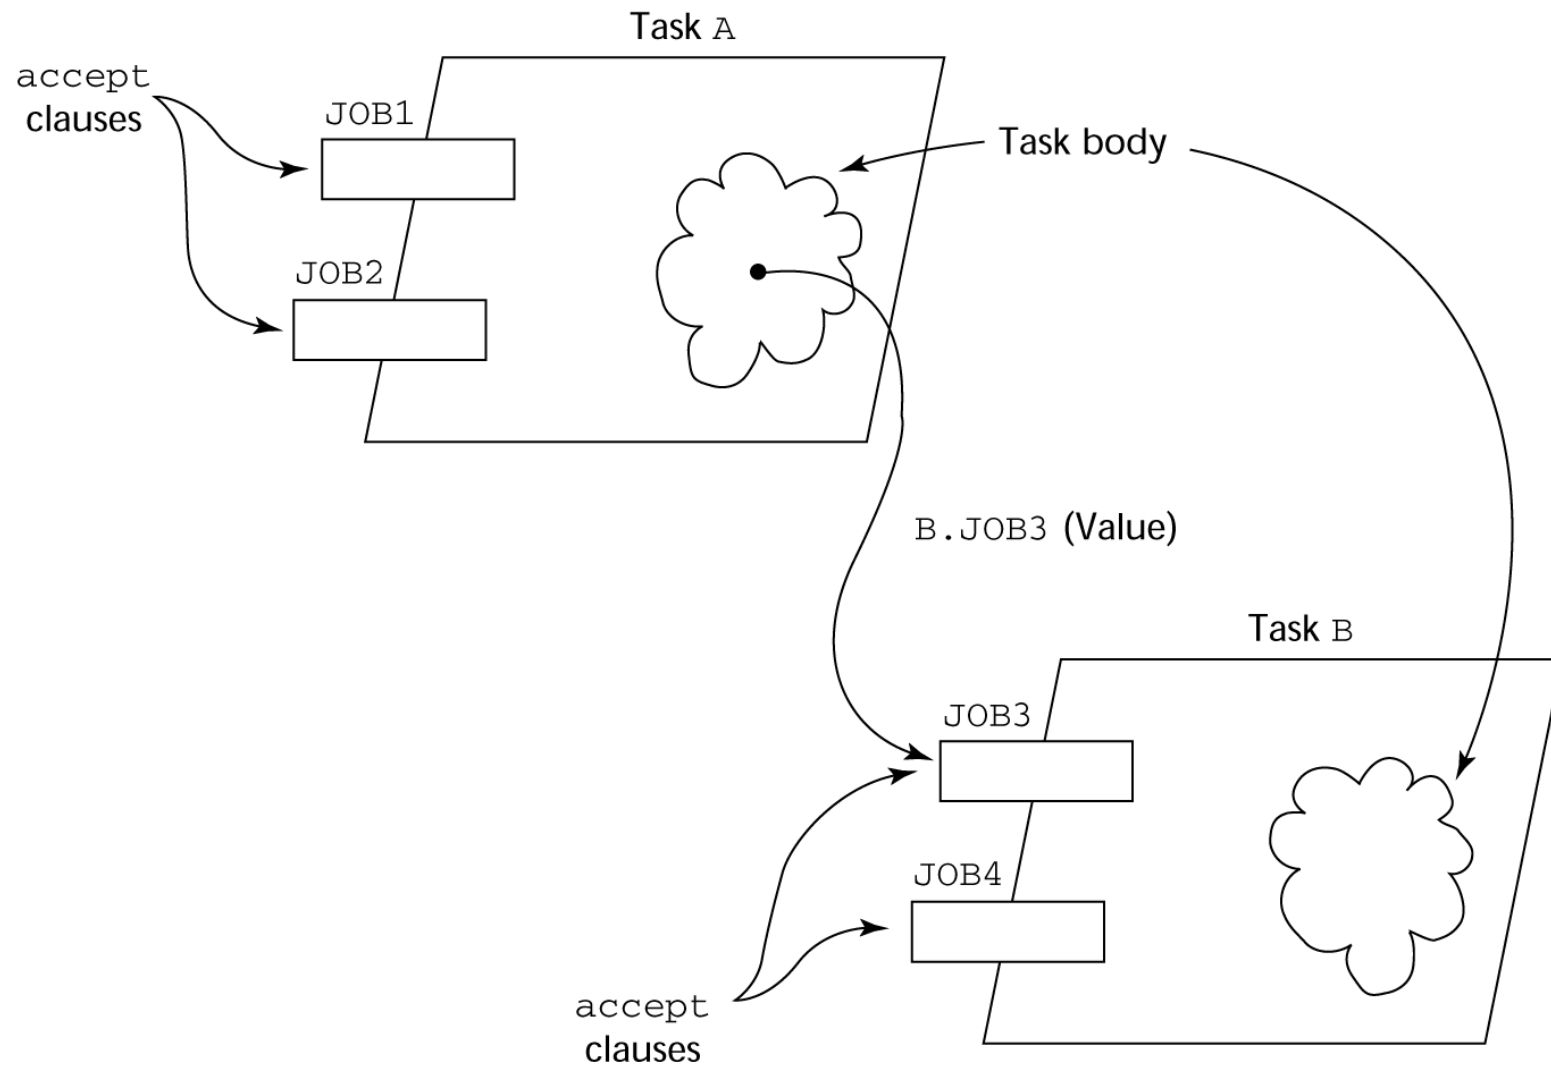 Task A
accept
clauses
JOB1
Task body
JOB2
B.JOB3 (Value)
Task B
JOB3
JOB4
accept
clauses